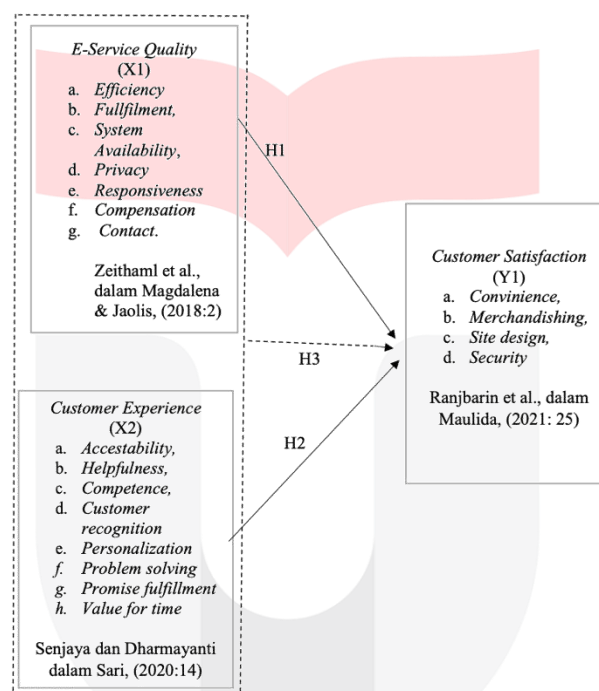 E-Service Quality
(X1)
a. Efficiency
b. Fullfilment,
c. System
Availability,
d. Privacy
e. Responsiveness
f. Compensation
g. Contact.
Zeithaml et al.,
dalam Magdalena
& Jaolis, (2018:2)
H1
H3
H2
Customer Experience
(X2)
a. Accestability,
b. Helpfulness,
c. Competence,
d. Customer
recognition
e. Personalization
f. Problem solving
g. Promise fulfillment
h. Value for time
Senjaya dan Dharmayanti
dalam Sari, (2020:14)
Customer Satisfaction
(Y1)
a. Convinience,
b. Merchandishing,
c. Site design,
d. Security
Ranjbarin et al., dalam
Maulida, (2021: 25)